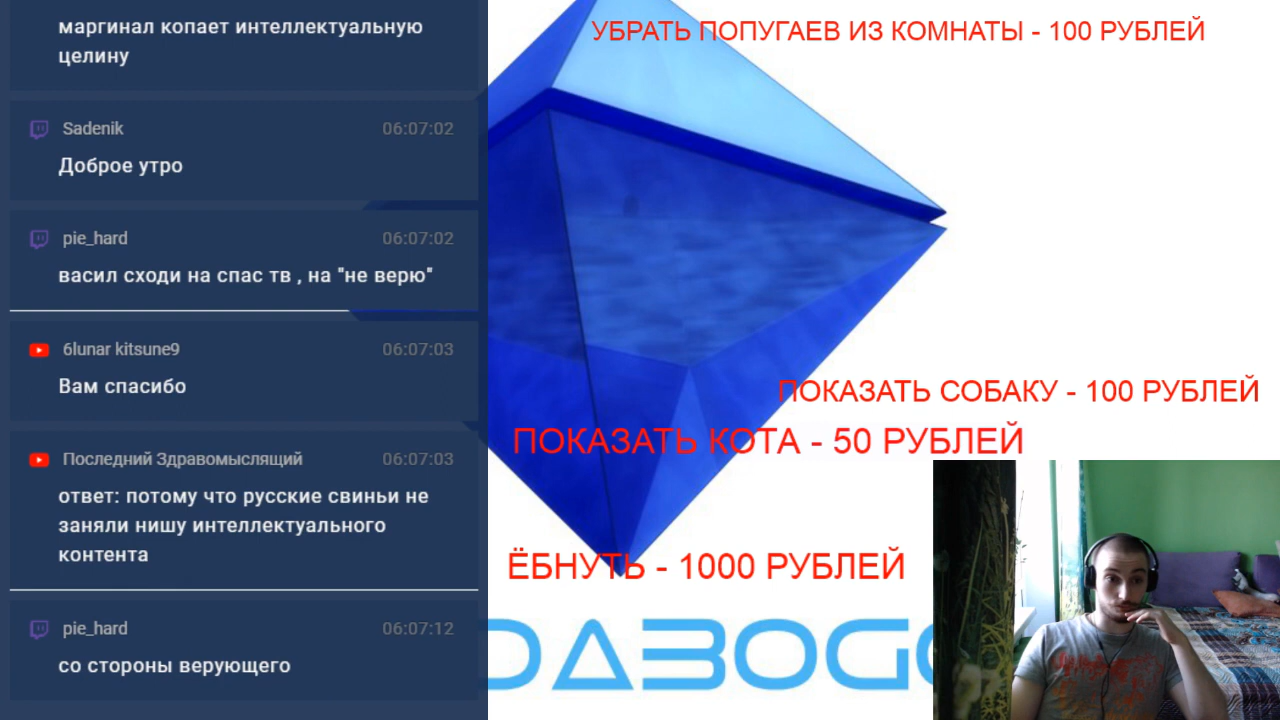 маргинал копает интеллектуальную
целину
Sadenik 06:07:02
Доброе утро
pie_hard 06:07:02
васил сходи на спас тв , на "не верю"
6lunar kitsune9 06:07:03
Вам спасибо
Последний Здравомыслящий 06:07:03
ответ: потому что русские свиньи не
заняли нишу интеллектуального
контента
pie_hard 06:07:12
со стороны верующего
УБРАТЬ ПОПУГАЕВ ИЗ КОМНАТЫ - 100 РУБЛЕЙ
ПОКАЗАТЬ СОБАКУ - 100 РУБЛЕЙ
ПОКАЗАТЬ КОТА - 50 РУБЛЕЙ
ЁБНУТЬ - 1000 РУБЛЕЙ